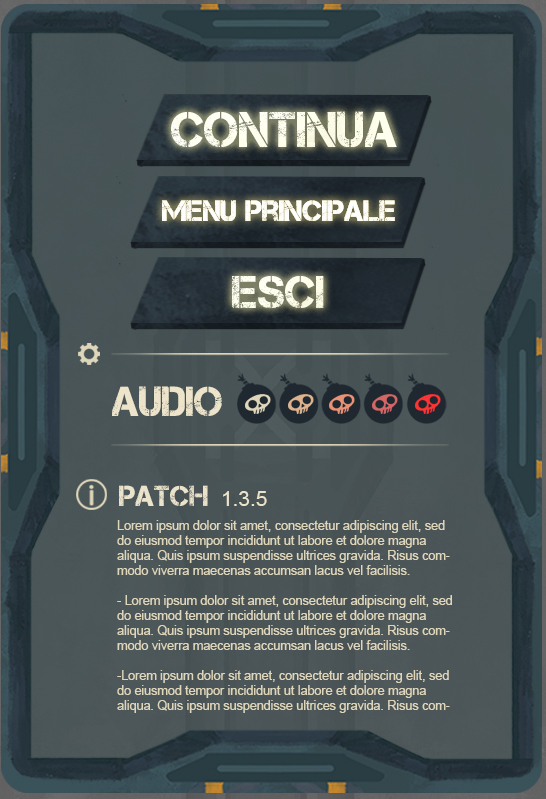 CONTINUA
MENU PRINCIPALE
ESCI
AUDIO
PATCH 1.3.5
Lorem ipsum dolor sit amet, consectetur adipiscing elit, sed
do eiusmod tempor incididunt ut labore et dolore magna
aliqua. Quis ipsum suspendisse ultrices gravida. Risus com-
modo viverra maecenas accumsan lacus vel facilisis.
- Lorem ipsum dolor sit amet, consectetur adipiscing elit, sed
do eiusmod tempor incididunt ut labore et dolore magna
aliqua. Quis ipsum suspendisse ultrices gravida. Risus com-
modo viverra maecenas accumsan lacus vel facilisis.
-Lorem ipsum dolor sit amet, consectetur adipiscing elit, sed
do eiusmod tempor incididunt ut labore et dolore magna
aliqua. Quis ipsum suspendisse ultrices gravida. Risus com-